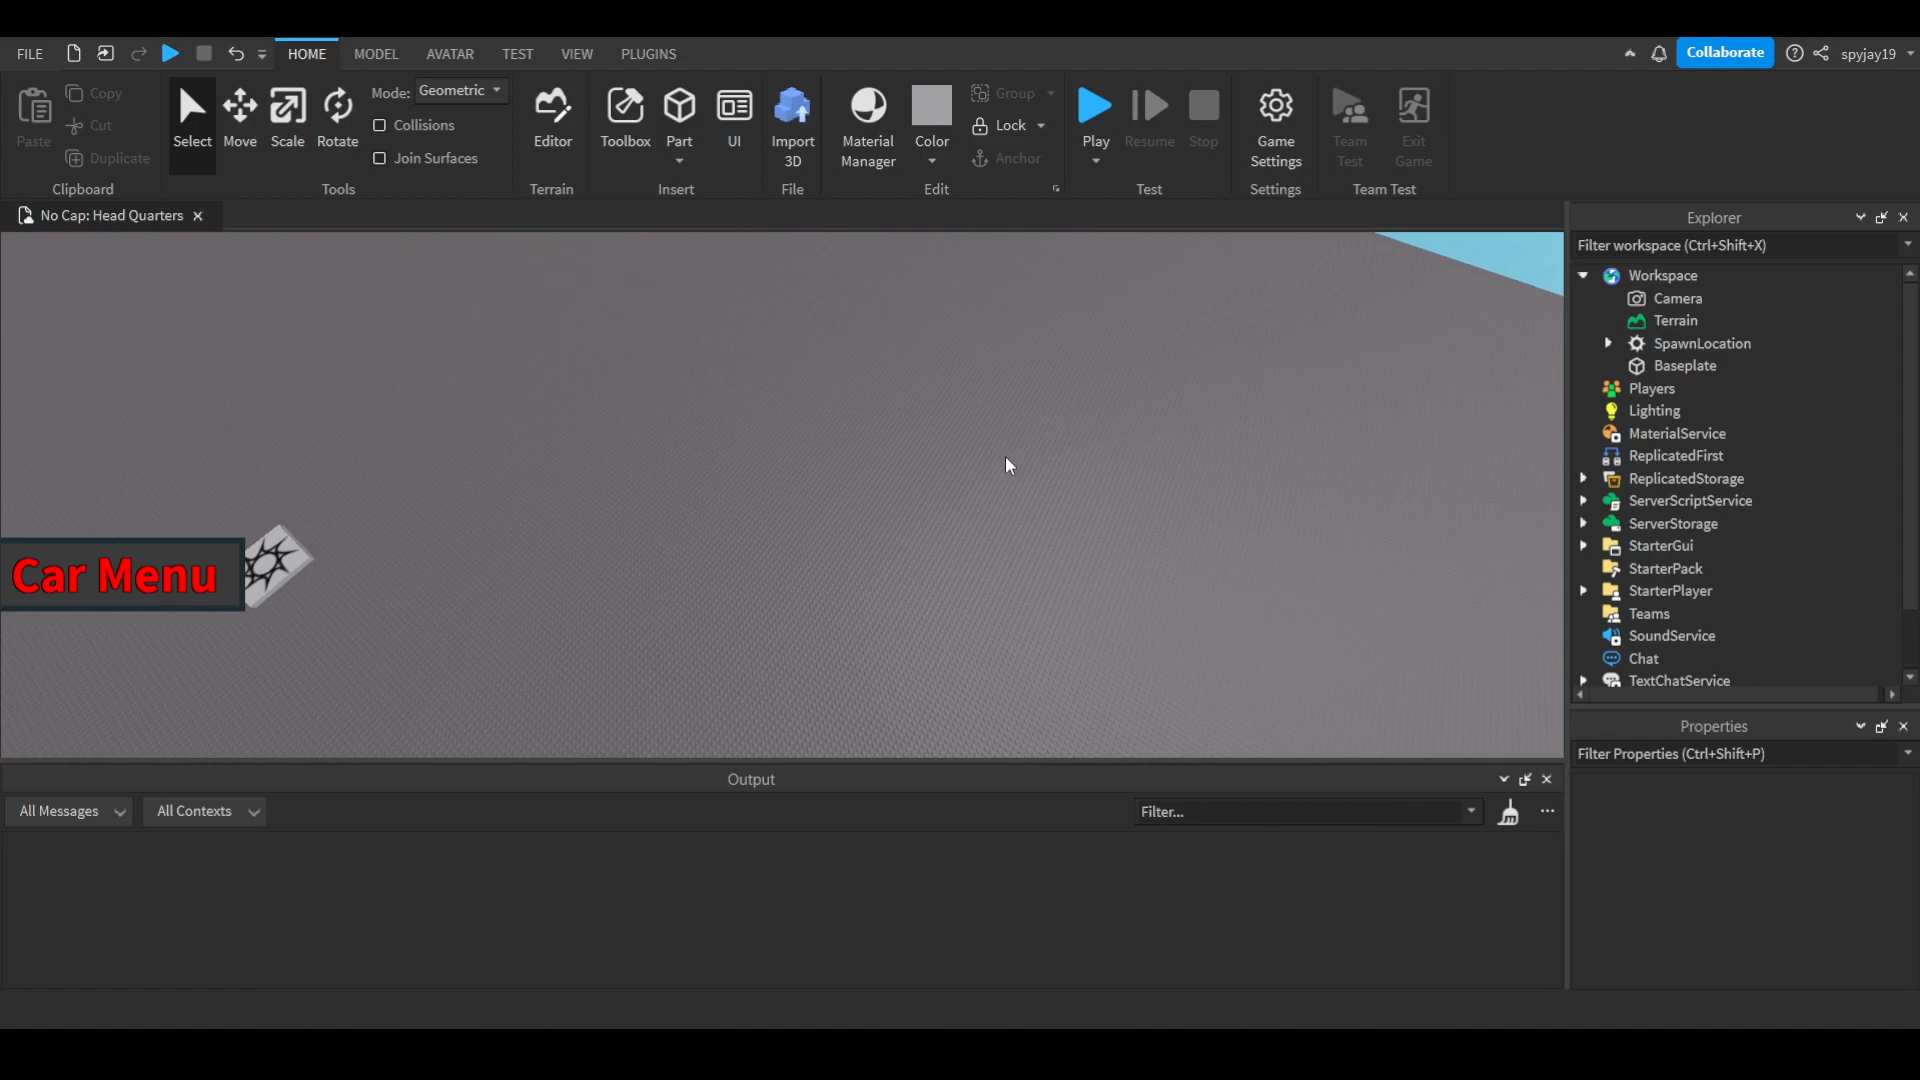 FILE
HOME
MODEL
AVATAR
TEST
VIEW
PLUGINS
Collaborate
spyjay19
Paste
Copy
Cut
Duplicate
Clipboard
Select
Move
Scale
Rotate
Mode: Geometric
Collisions
Join Surfaces
Tools
Editor
Terrain
Toolbox
Part
UI
Insert
Import
3D
File
Material
Manager
Color
Group
Lock
Anchor
Edit
Play
Resume
Stop
Test
Game
Settings
Settings
Team
Test
Exit
Game
Team Test
No Cap: Head Quarters
Car Menu
Explorer
Filter workspace (Ctrl+Shift+X)
Workspace
Camera
Terrain
SpawnLocation
Baseplate
Players
Lighting
MaterialService
ReplicatedFirst
ReplicatedStorage
ServerScriptService
ServerStorage
StarterGui
StarterPack
StarterPlayer
Teams
SoundService
Chat
TextChatService
Properties
Filter Properties (Ctrl+Shift+P)
Output
All Messages
All Contexts
Filter...